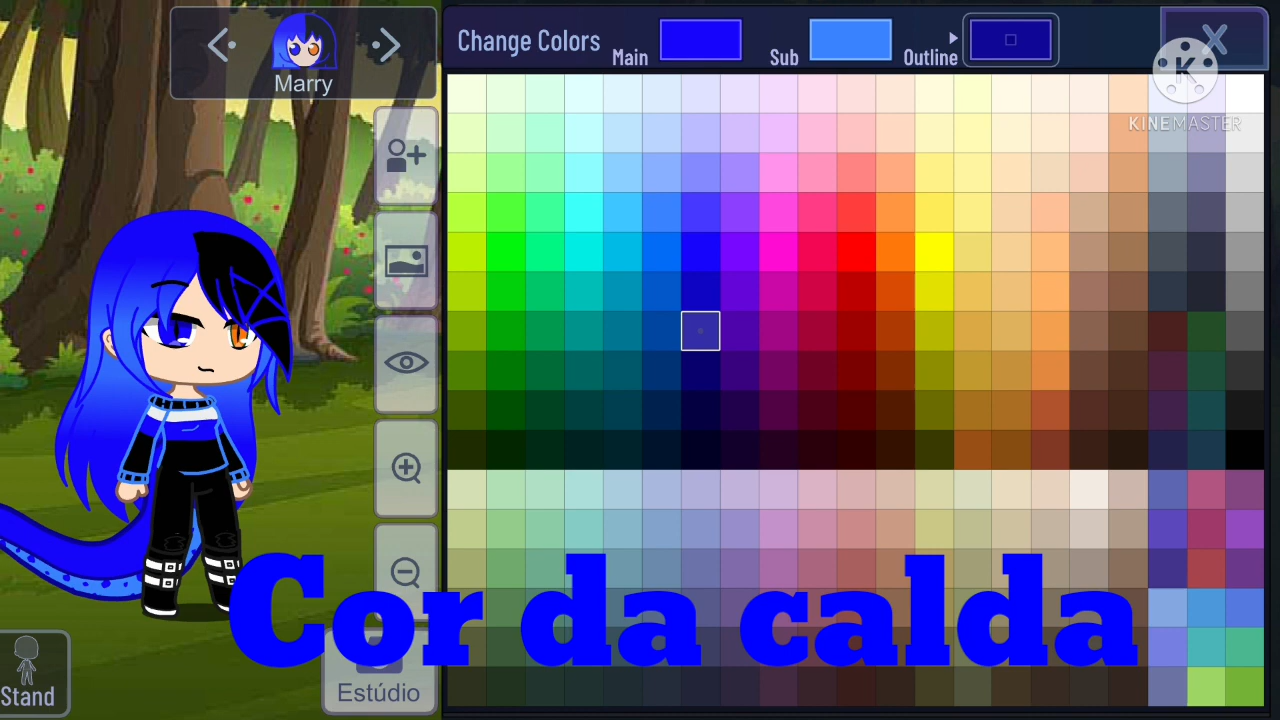 Change Colors
Main
Sub
Outline
Marry
K
KINEMASTER
Cor da calda
Stand
Estúdio